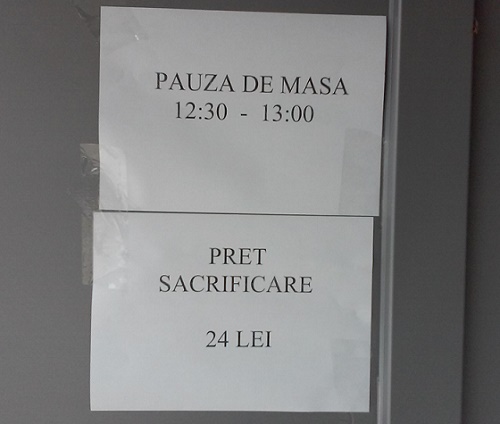 PAUZA DE MASA
12:30 - 13:00
PRET
SACRIFICARE
24 LEI